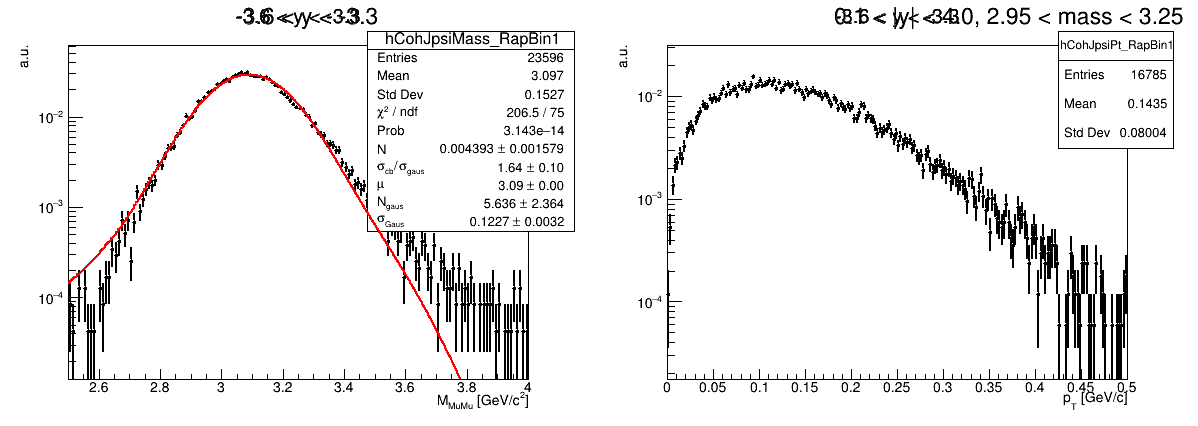 a.u.
hCohJpsiMass_RapBin1
Entries 23596
Mean 3.097
Std Dev 0.1527
χ² / ndf 206.5 / 75
Prob 3.143e−14
N 0.004393 ± 0.001579
σcb/σgaus 1.64 ± 0.10
μ 3.09 ± 0.00
Ngaus 5.636 ± 2.364
σGaus 0.1227 ± 0.0032
10⁻²
10⁻³
10⁻⁴
2.6 2.8 3 3.2 3.4 3.6 3.8 4
MMuMu [GeV/c²]
2.95 < mass < 3.25
a.u.
hCohJpsiPt_RapBin1
Entries 16785
Mean 0.1435
Std Dev 0.08004
10⁻²
10⁻³
10⁻⁴
0 0.05 0.1 0.15 0.2 0.25 0.3 0.35 0.4 0.45 0.5
pT [GeV/c]